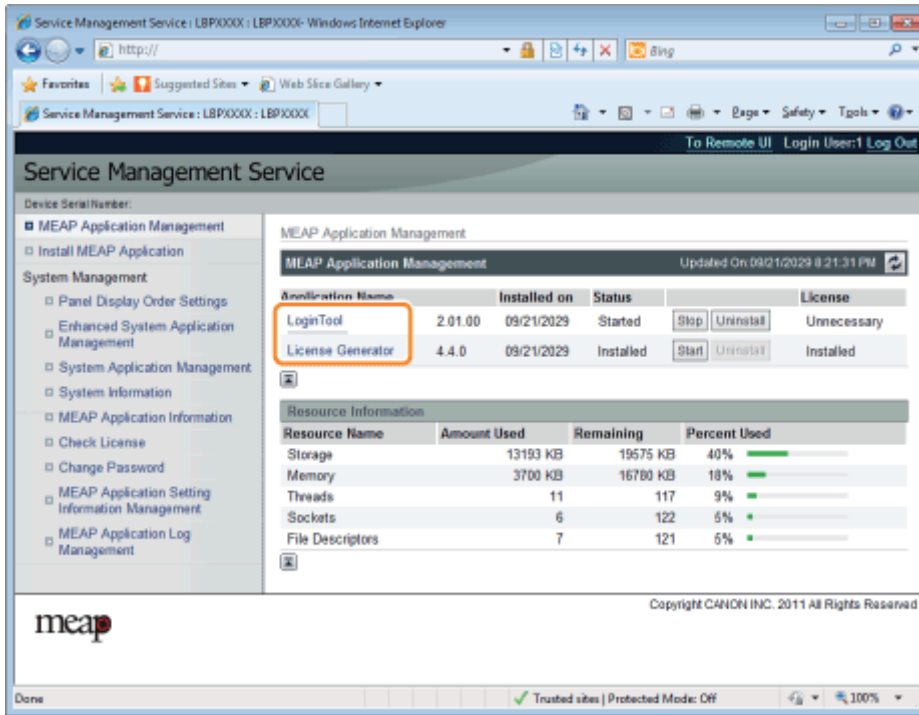 Service Management Service : LBPXXXX : LBPXXXX- Windows Internet Explorer
http://
Bing
Favorites Suggested Sites Web Slice Gallery
Service Management Service : LBPXXXX : LBPXXXX
Page Safety Tools
To Remote UI Login User:1 Log Out
Service Management Service
Device Serial Number:
MEAP Application Management
Install MEAP Application
System Management
Panel Display Order Settings
Enhanced System Application
Management
System Application Management
System Information
MEAP Application Information
Check License
Change Password
MEAP Application Setting
Information Management
MEAP Application Log
Management
MEAP Application Management
MEAP Application Management Updated On:09/21/2029 8:21:31 PM
Application Name Installed on Status License
LoginTool 2.01.00 09/21/2029 Started Stop Uninstall Unnecessary
License Generator 4.4.0 09/21/2029 Installed Start Uninstall Installed
Resource Information
Resource Name Amount Used Remaining Percent Used
Storage 13193 KB 19575 KB 40%
Memory 3700 KB 16780 KB 18%
Threads 11 117 9%
Sockets 6 122 5%
File Descriptors 7 121 6%
Copyright CANON INC. 2011 All Rights Reserved
meap
Done Trusted sites | Protected Mode: Off 100%